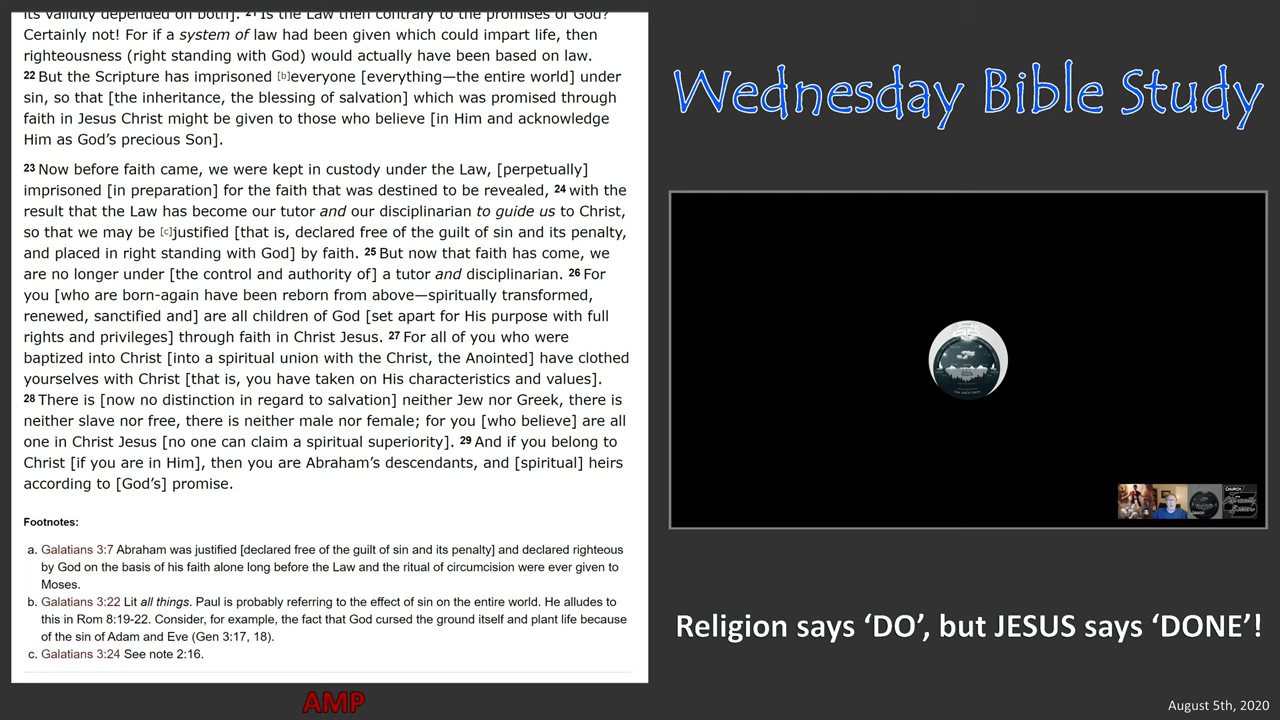 its validity depended on both]. 21 Is the Law then contrary to the promises of God?
Certainly not! For if a system of law had been given which could impart life, then
righteousness (right standing with God) would actually have been based on law.
22 But the Scripture has imprisoned [b]everyone [everything—the entire world] under
sin, so that [the inheritance, the blessing of salvation] which was promised through
faith in Jesus Christ might be given to those who believe [in Him and acknowledge
Him as God’s precious Son].
23 Now before faith came, we were kept in custody under the Law, [perpetually]
imprisoned [in preparation] for the faith that was destined to be revealed, 24 with the
result that the Law has become our tutor and our disciplinarian to guide us to Christ,
so that we may be [c]justified [that is, declared free of the guilt of sin and its penalty,
and placed in right standing with God] by faith. 25 But now that faith has come, we
are no longer under [the control and authority of] a tutor and disciplinarian. 26 For
you [who are born-again have been reborn from above—spiritually transformed,
renewed, sanctified and] are all children of God [set apart for His purpose with full
rights and privileges] through faith in Christ Jesus. 27 For all of you who were
baptized into Christ [into a spiritual union with the Christ, the Anointed] have clothed
yourselves with Christ [that is, you have taken on His characteristics and values].
28 There is [now no distinction in regard to salvation] neither Jew nor Greek, there is
neither slave nor free, there is neither male nor female; for you [who believe] are all
one in Christ Jesus [no one can claim a spiritual superiority]. 29 And if you belong to
Christ [if you are in Him], then you are Abraham’s descendants, and [spiritual] heirs
according to [God’s] promise.
Footnotes:
a. Galatians 3:7 Abraham was justified [declared free of the guilt of sin and its penalty] and declared righteous
by God on the basis of his faith alone long before the Law and the ritual of circumcision were ever given to
Moses.
b. Galatians 3:22 Lit all things. Paul is probably referring to the effect of sin on the entire world. He alludes to
this in Rom 8:19-22. Consider, for example, the fact that God cursed the ground itself and plant life because
of the sin of Adam and Eve (Gen 3:17, 18).
c. Galatians 3:24 See note 2:16.
AMP
Wednesday Bible Study
Jason
CHURCH
Religion says ‘DO’, but JESUS says ‘DONE’!
August 5th, 2020